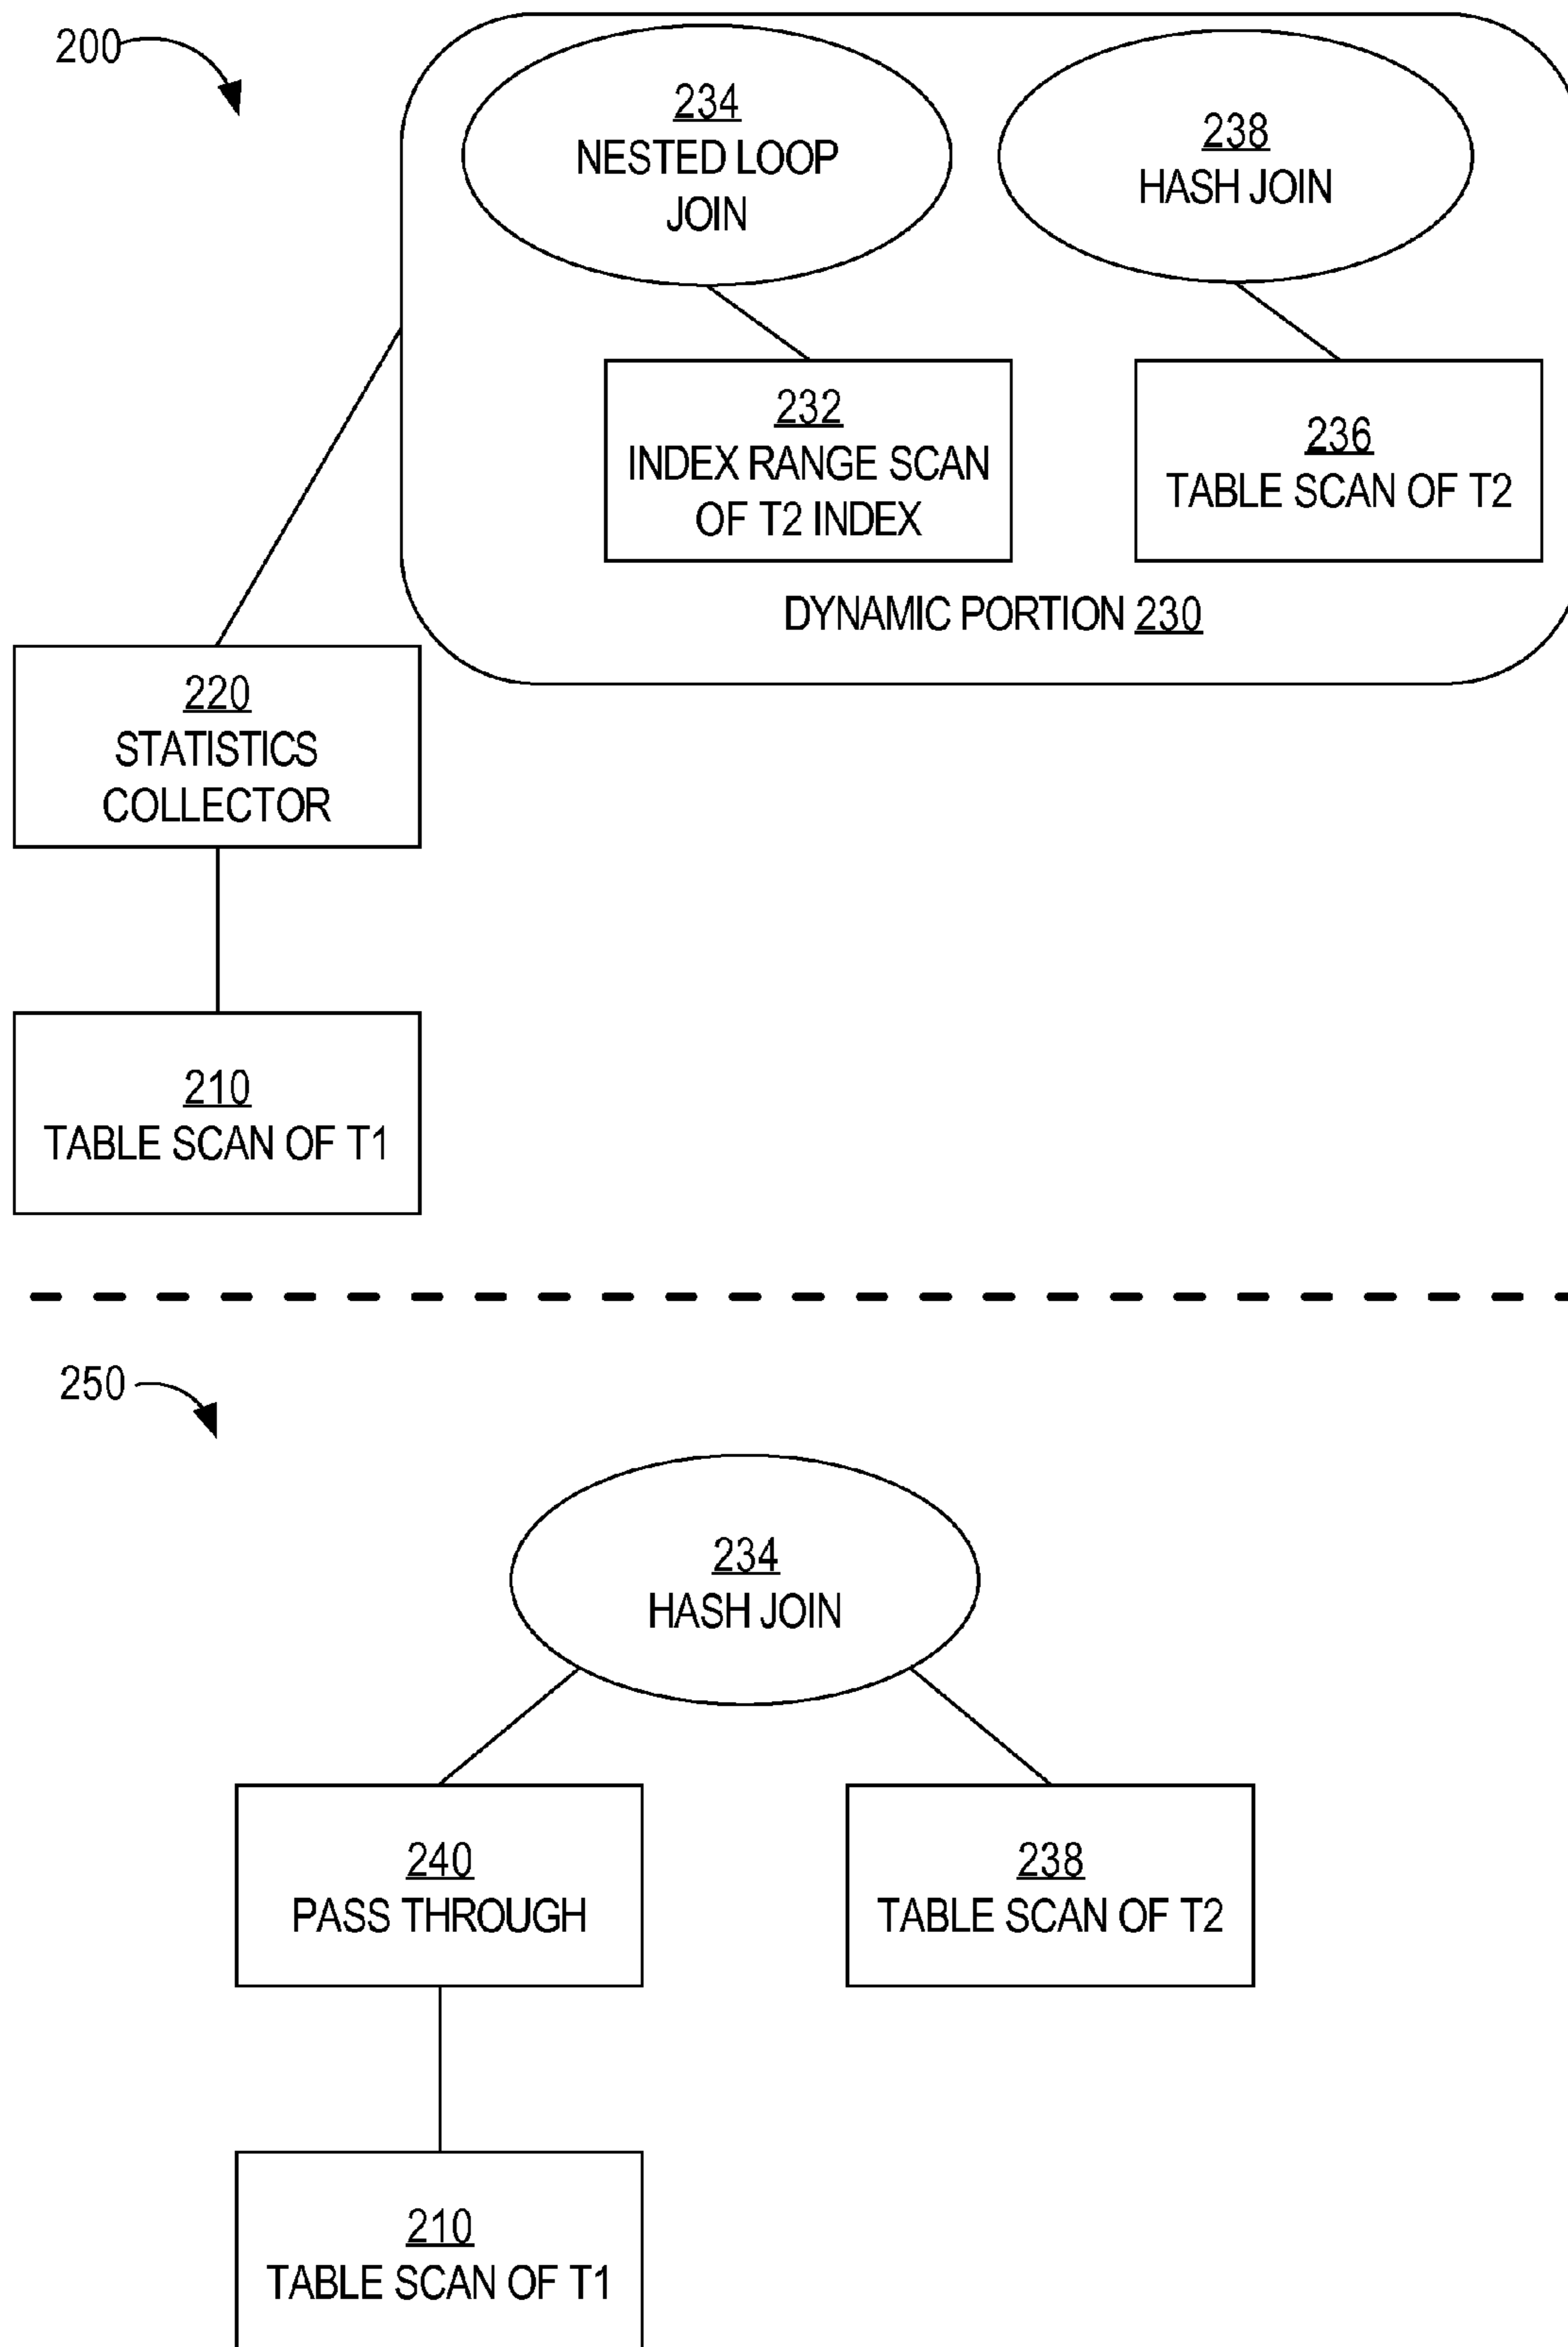 200
234
NESTED LOOP
JOIN
238
HASH JOIN
232
INDEX RANGE SCAN
OF T2 INDEX
236
TABLE SCAN OF T2
DYNAMIC PORTION 230
220
STATISTICS
COLLECTOR
210
TABLE SCAN OF T1
250
234
HASH JOIN
240
PASS THROUGH
238
TABLE SCAN OF T2
210
TABLE SCAN OF T1